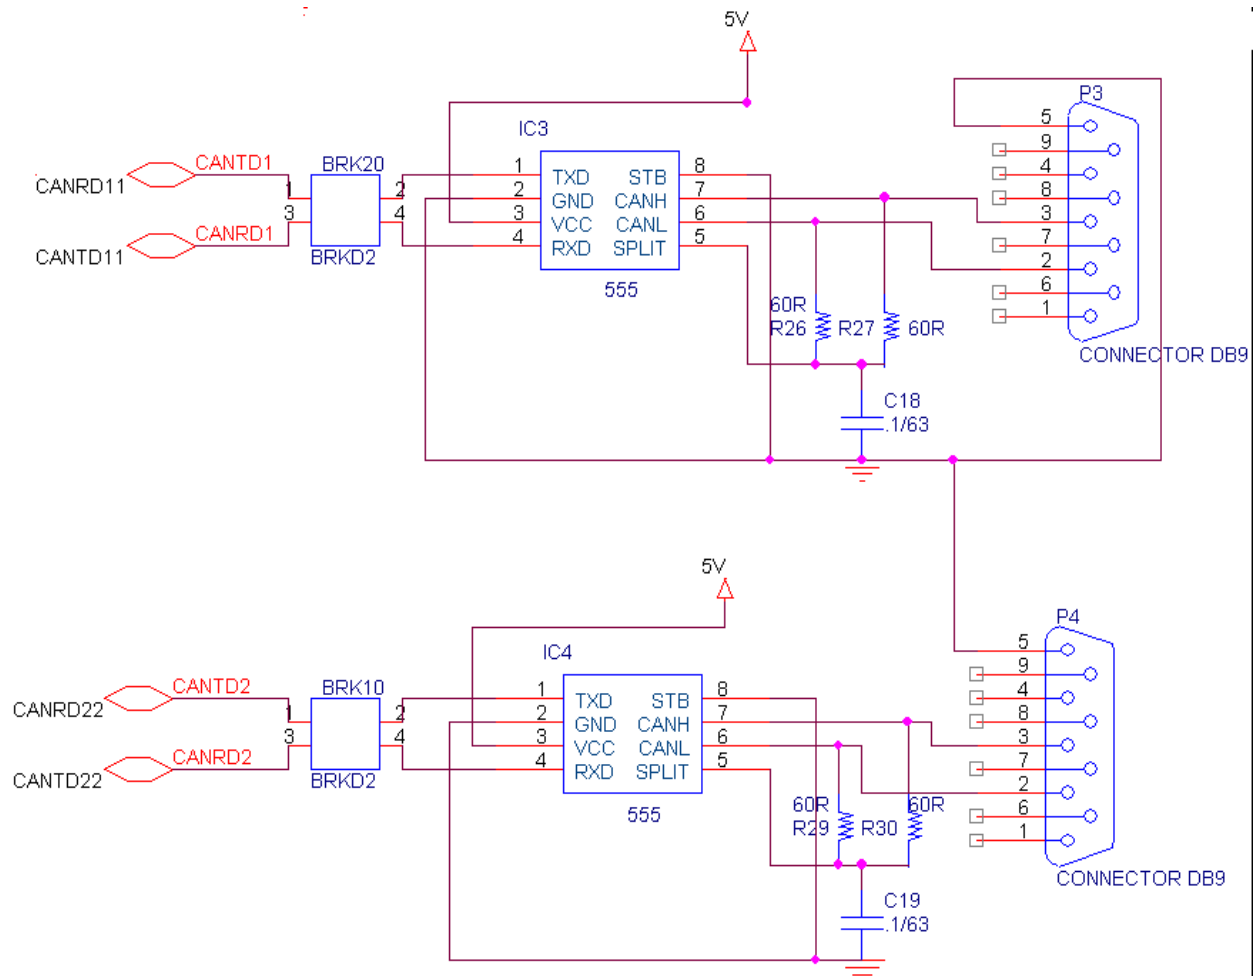 5V
P3
IC3
5
9
4
8
3
7
2
6
1
CONNECTOR DB9
CANTD1
CANRD11
CANRD1
CANTD11
BRK20
1
2
3
4
BRKD2
1 TXD STB 8
2 GND CANH 7
3 VCC CANL 6
4 RXD SPLIT 5
555
60R
R26 R27 60R
C18
.1/63
5V
P4
IC4
5
9
4
8
3
7
2
6
1
CONNECTOR DB9
CANTD2
CANRD22
CANRD2
CANTD22
BRK10
1
2
3
4
BRKD2
1 TXD STB 8
2 GND CANH 7
3 VCC CANL 6
4 RXD SPLIT 5
555
60R 60R
R29 R30
C19
.1/63